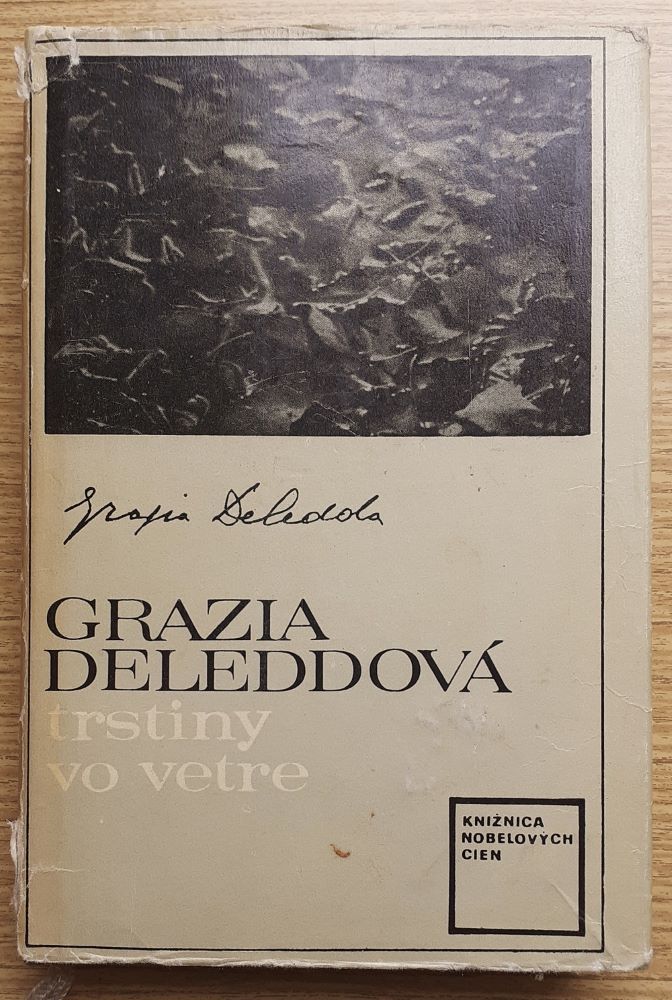 Grazia Deledda
GRAZIA
DELEDDOVÁ
trstiny
vo vetre
KNIŽNICA
NOBELOVÝCH
CIEN